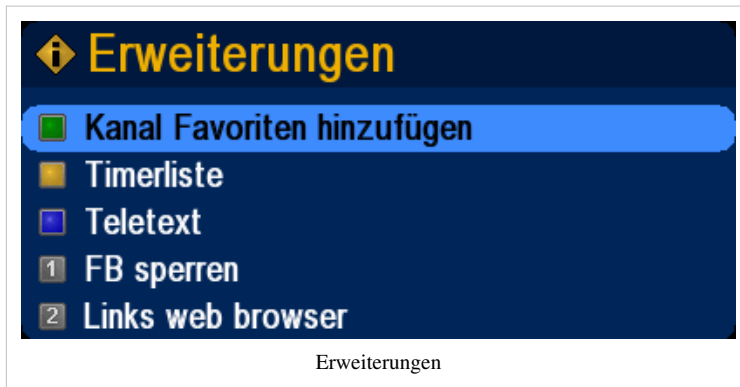 Erweiterungen
Kanal Favoriten hinzufügen
Timerliste
Teletext
1 FB sperren
2 Links web browser
Erweiterungen